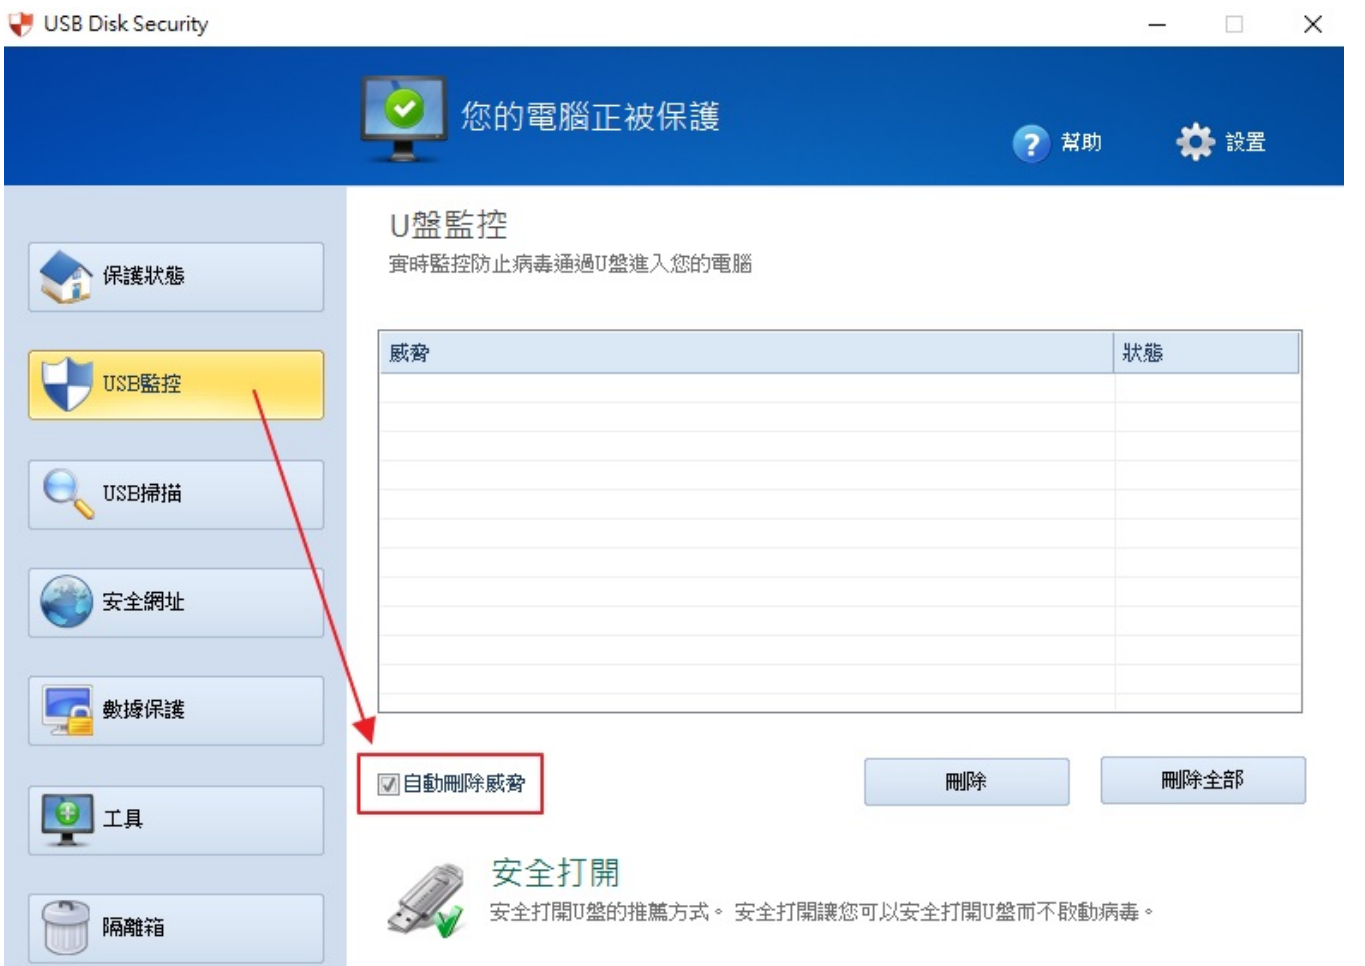 USB Disk Security
您的電腦正被保護
幫助
設置
U盤監控
實時監控防止病毒通過U盤進入您的電腦
保護狀態
USB監控
USB掃描
安全網址
數據保護
工具
隔離箱
威脅
狀態
自動刪除威脅
刪除
刪除全部
安全打開
安全打開U盤的推薦方式。 安全打開讓您可以安全打開U盤而不啟動病毒。